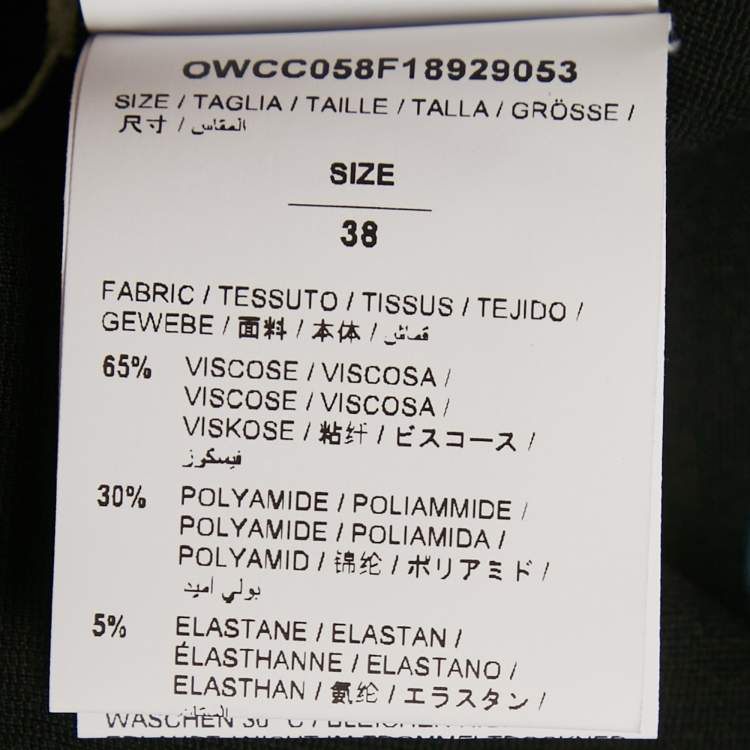 OWCC058F18929053
SIZE / TAGLIA / TAILLE / TALLA / GRÖSSE /
尺寸 / المقاس
SIZE
38
FABRIC / TESSUTO / TISSUS / TEJIDO /
GEWEBE / 面料 / 本体 / قماش
65% VISCOSE / VISCOSA /
VISCOSE / VISCOSA /
VISKOSE / 粘纤 / ビスコース /
فيسكوز
30% POLYAMIDE / POLIAMMIDE /
POLYAMIDE / POLIAMIDA /
POLYAMID / 锦纶 / ポリアミド /
بولي اميد
5% ELASTANE / ELASTAN /
ÉLASTHANNE / ELASTANO /
ELASTHAN / 氨纶 / エラスタン /
WASCHEN 30 °C /